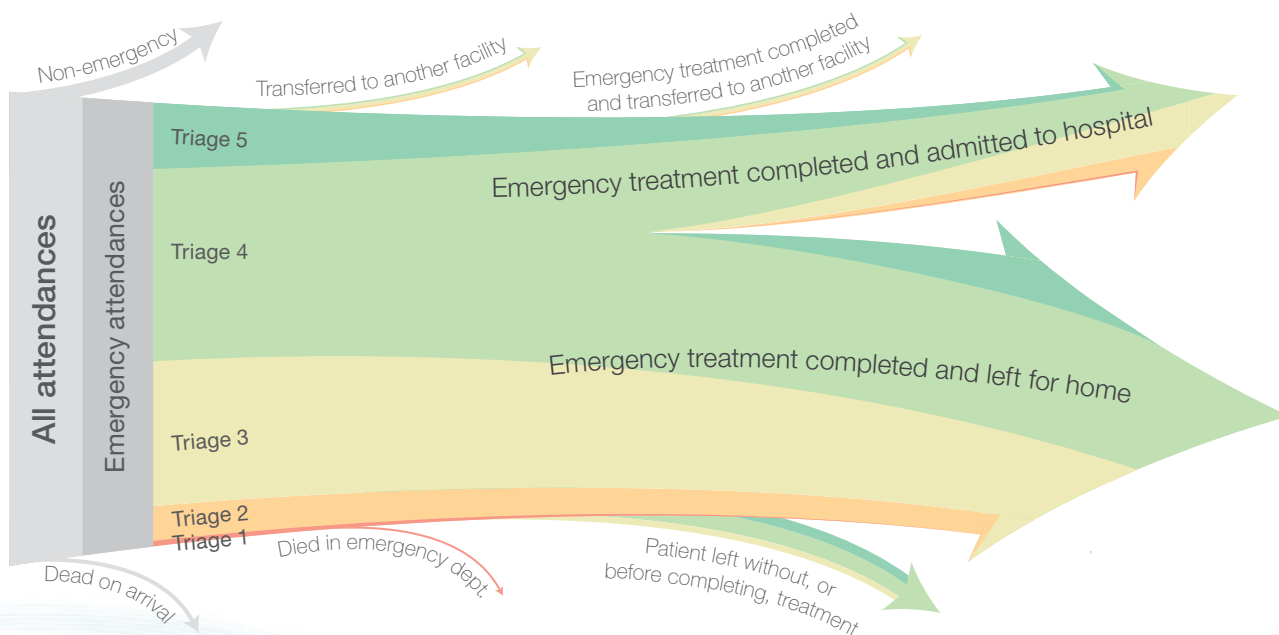 Non-emergency
Transferred to another facility
Emergency treatment completed
and transferred to another facility
All attendances
Emergency attendances
Triage 5
Triage 4
Triage 3
Triage 2
Triage 1
Emergency treatment completed and admitted to hospital
Emergency treatment completed and left for home
Dead on arrival
Died in emergency dept.
Patient left without, or
before completing, treatment